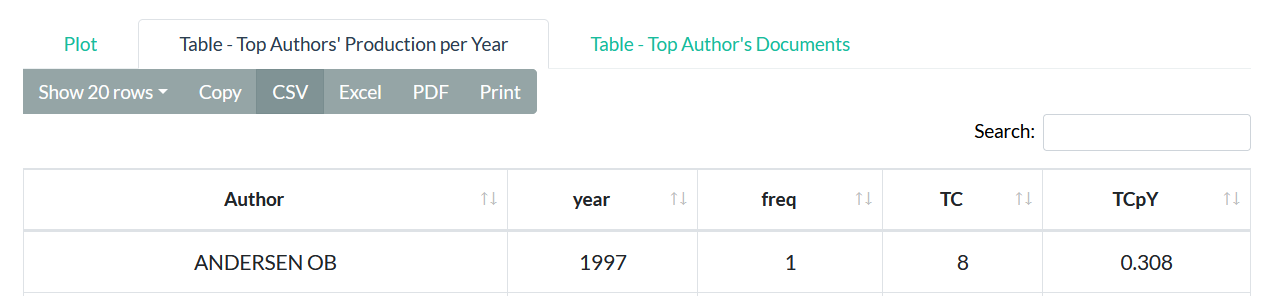 Plot Table - Top Authors' Production per Year Table - Top Author's Documents
Show 20 rows Copy CSV Excel PDF Print
Search:
Author year freq TC TCpY
ANDERSEN OB 1997 1 8 0.308